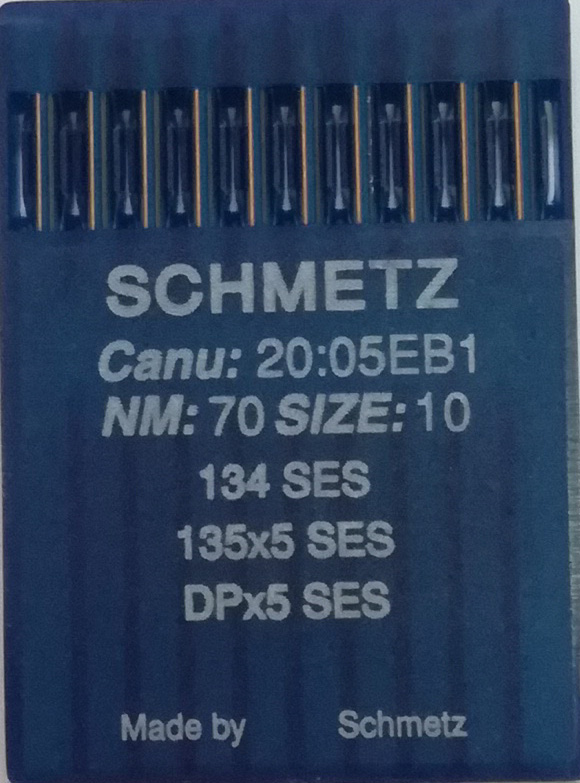 SCHMETZ
Canu: 20:05EB1
NM: 70 SIZE: 10
134 SES
135x5 SES
DPx5 SES
Made by Schmetz